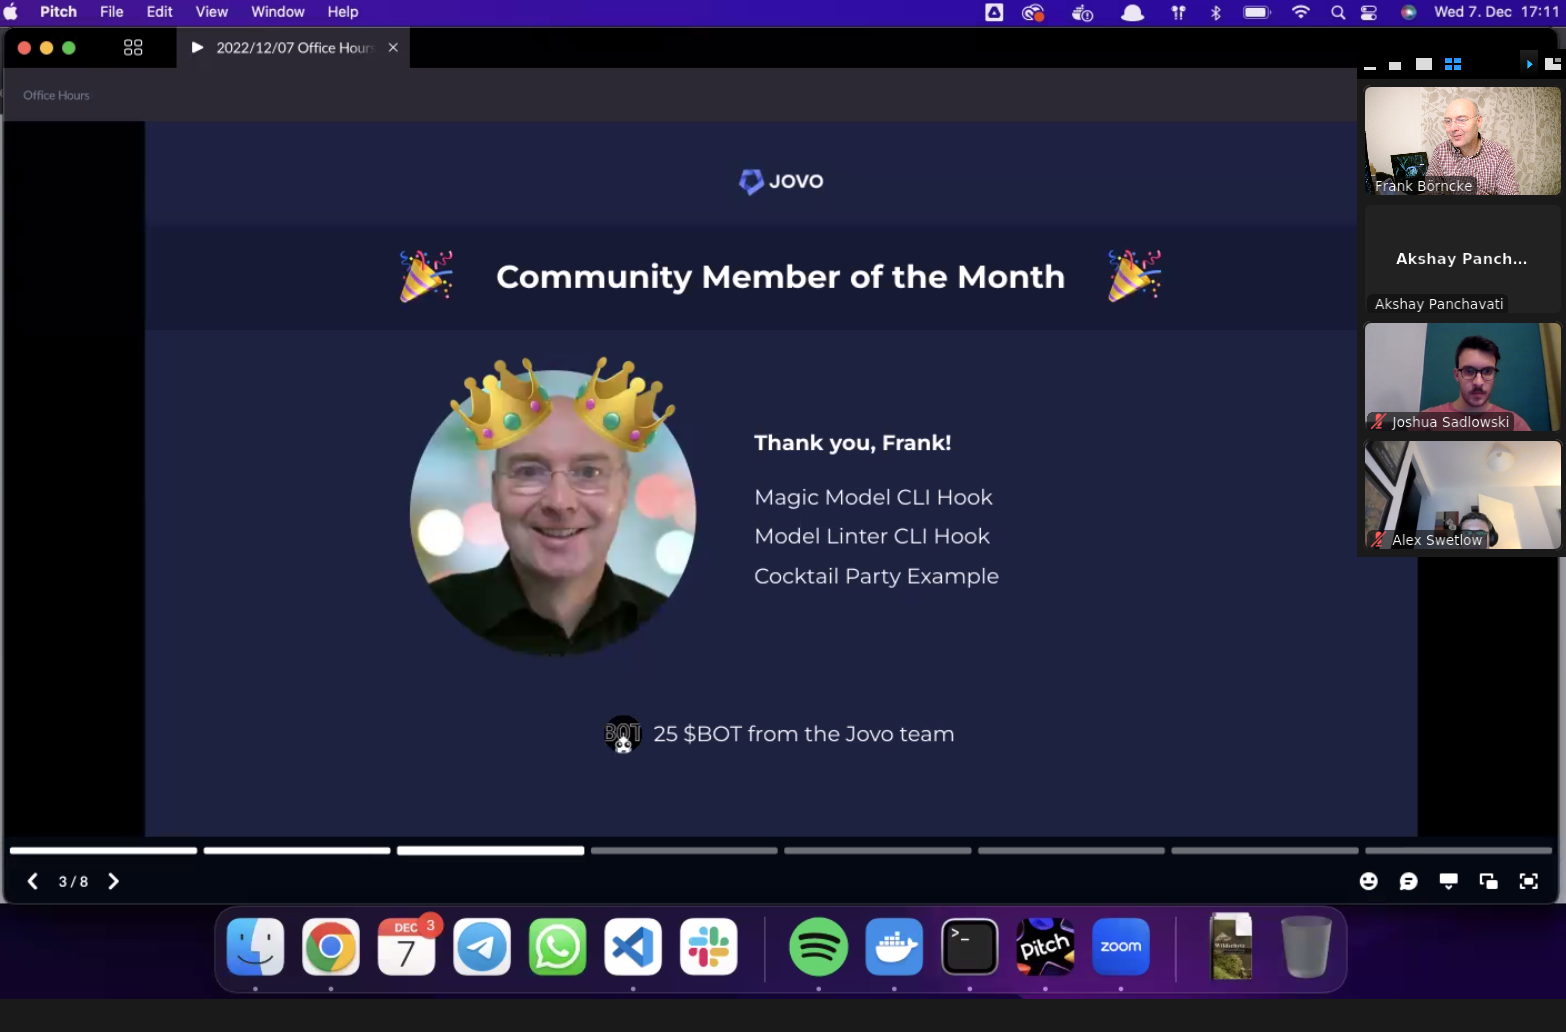 Pitch File Edit View Window Help
Wed 7. Dec 17:11
2022/12/07 Office Hours
Office Hours
JOVO
Community Member of the Month
Thank you, Frank!
Magic Model CLI Hook
Model Linter CLI Hook
Cocktail Party Example
BOT
25 $BOT from the Jovo team
Frank Börncke
Akshay Panch...
Akshay Panchavati
Joshua Sadlowski
Alex Swetlow
3 / 8
DEC
3
7
>_
Pitch
zoom